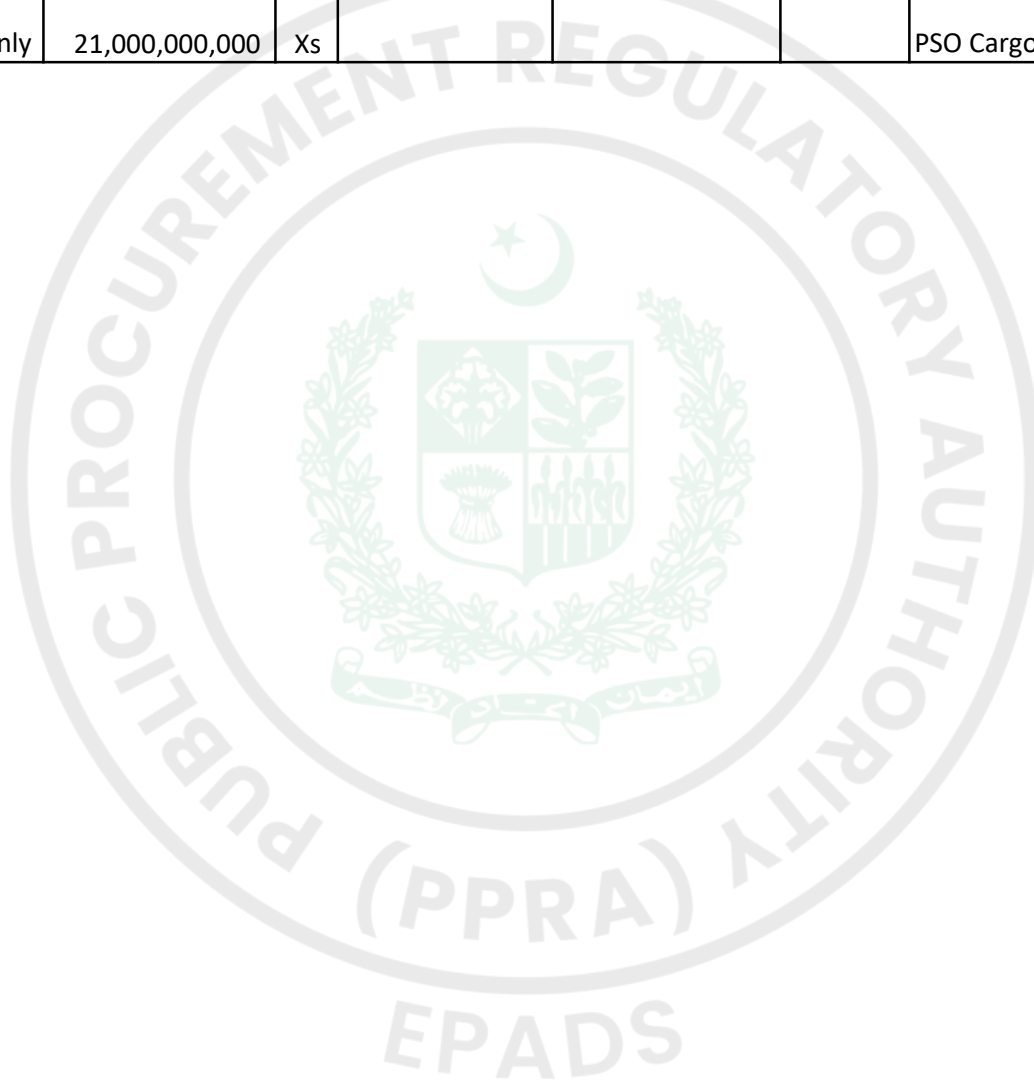 nly 21,000,000,000 Xs PSO Cargo
PUBLIC PROCUREMENT REGULATORY AUTHORITY
(PPRA)
EPADS